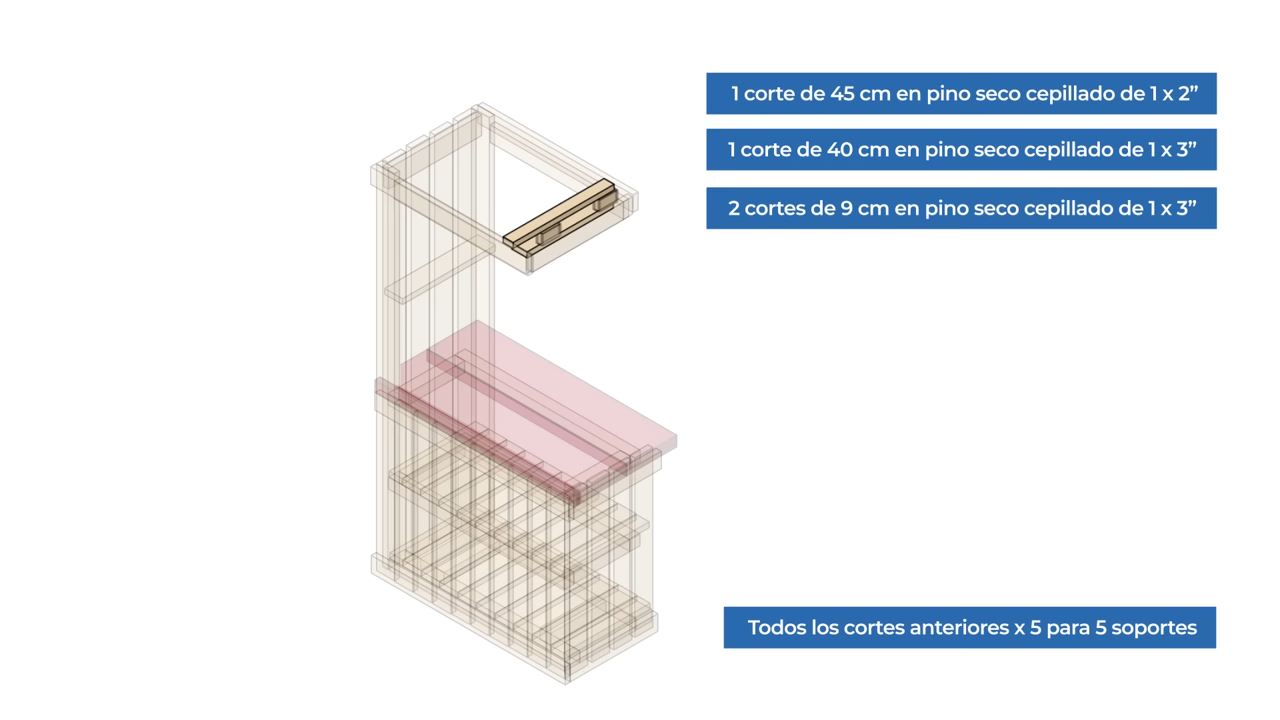 1 corte de 45 cm en pino seco cepillado de 1 x 2”
1 corte de 40 cm en pino seco cepillado de 1 x 3”
2 cortes de 9 cm en pino seco cepillado de 1 x 3”
Todos los cortes anteriores x 5 para 5 soportes